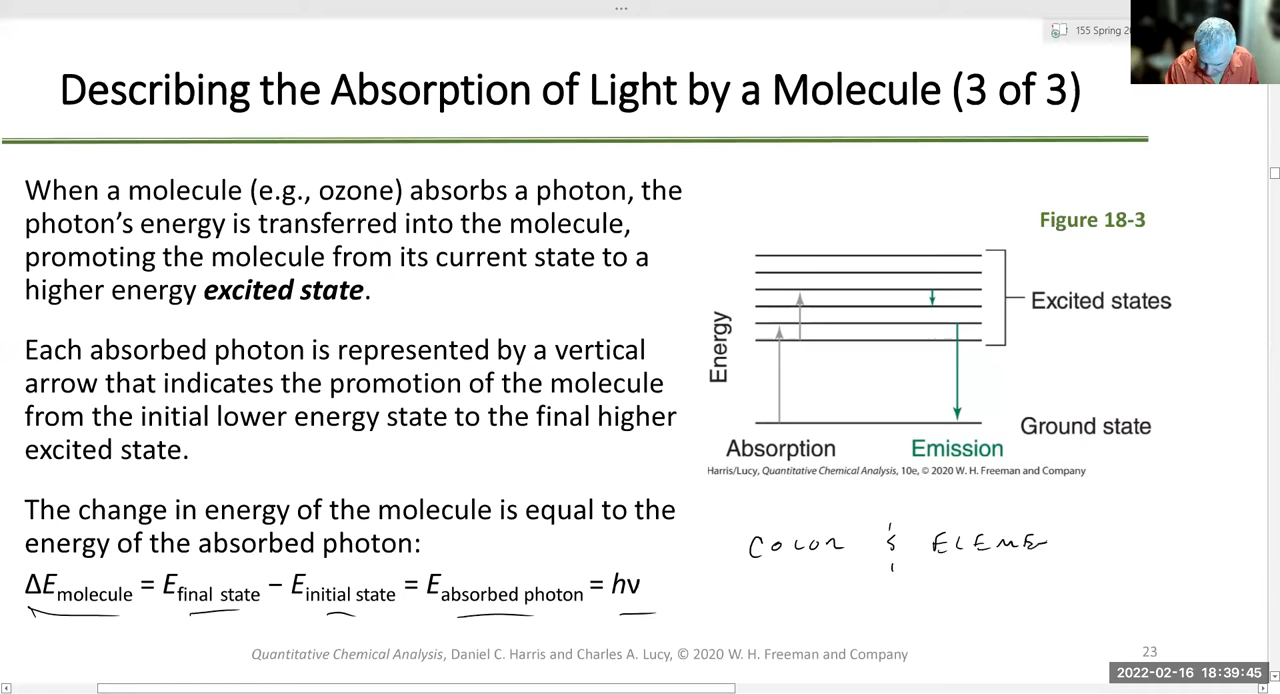 155 Spring 20
Describing the Absorption of Light by a Molecule (3 of 3)
When a molecule (e.g., ozone) absorbs a photon, the
photon’s energy is transferred into the molecule,
promoting the molecule from its current state to a
higher energy excited state.
Each absorbed photon is represented by a vertical
arrow that indicates the promotion of the molecule
from the initial lower energy state to the final higher
excited state.
The change in energy of the molecule is equal to the
energy of the absorbed photon:
ΔEmolecule = Efinal state − Einitial state = Eabsorbed photon = hν
Figure 18-3
Energy
Excited states
Ground state
Absorption
Emission
Harris/Lucy, Quantitative Chemical Analysis, 10e, © 2020 W. H. Freeman and Company
COLOR & ELEME
Quantitative Chemical Analysis, Daniel C. Harris and Charles A. Lucy, © 2020 W. H. Freeman and Company
23
2022-02-16 18:39:45